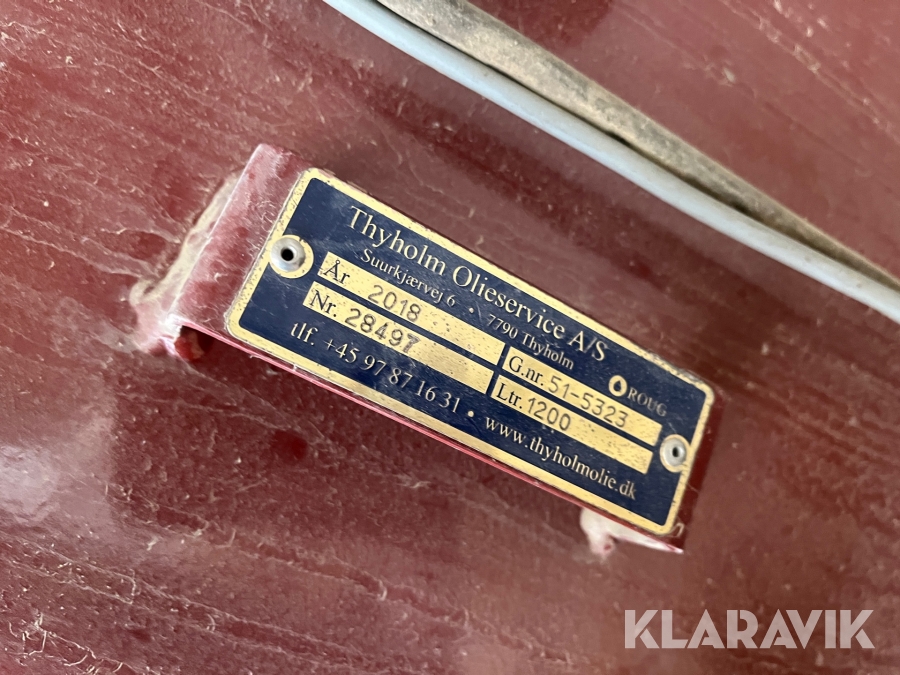 Thyholm Olieservice A/S
Suurkjærvej 6 • 7790 Thyholm
ROUG
År 2018
G.nr. 51-5323
Nr. 28497
Ltr. 1200
tlf. +45 97 87 16 31 • www.thyholmolie.dk
KLARAVIK